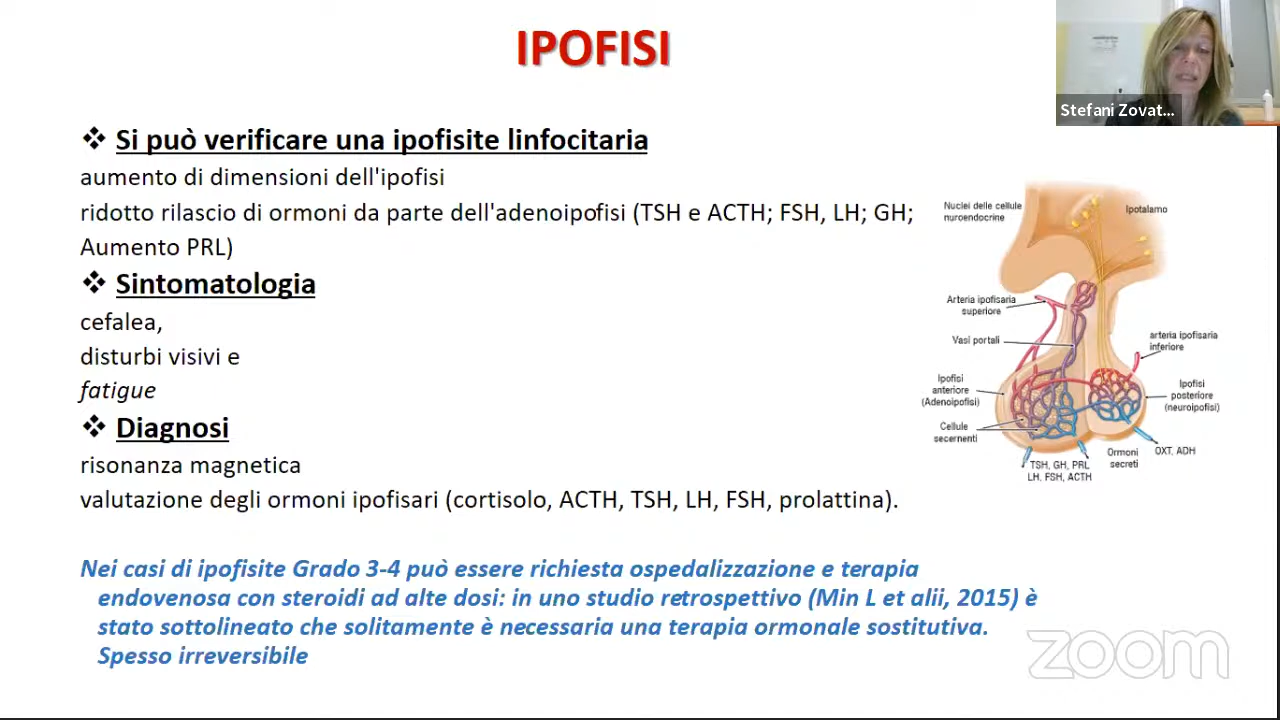 IPOFISI
Stefani Zovat...
❖ Si può verificare una ipofisite linfocitaria
aumento di dimensioni dell'ipofisi
ridotto rilascio di ormoni da parte dell'adenoipofisi (TSH e ACTH; FSH, LH; GH;
Aumento PRL)
❖ Sintomatologia
cefalea,
disturbi visivi e
fatigue
❖ Diagnosi
risonanza magnetica
valutazione degli ormoni ipofisari (cortisolo, ACTH, TSH, LH, FSH, prolattina).
Nuclei delle cellule
nuroendocrine
Ipotalamo
Arteria ipofisaria
superiore
Vasi portali
arteria ipofisaria
inferiore
Ipofisi
anteriore
(Adenoipofisi)
Ipofisi
posteriore
(neuroipofisi)
Cellule
secernenti
Ormoni
secreti
OXT, ADH
TSH, GH, PRL
LH, FSH, ACTH
Nei casi di ipofisite Grado 3-4 può essere richiesta ospedalizzazione e terapia
endovenosa con steroidi ad alte dosi: in uno studio retrospettivo (Min L et alii, 2015) è
stato sottolineato che solitamente è necessaria una terapia ormonale sostitutiva.
Spesso irreversibile
zoom